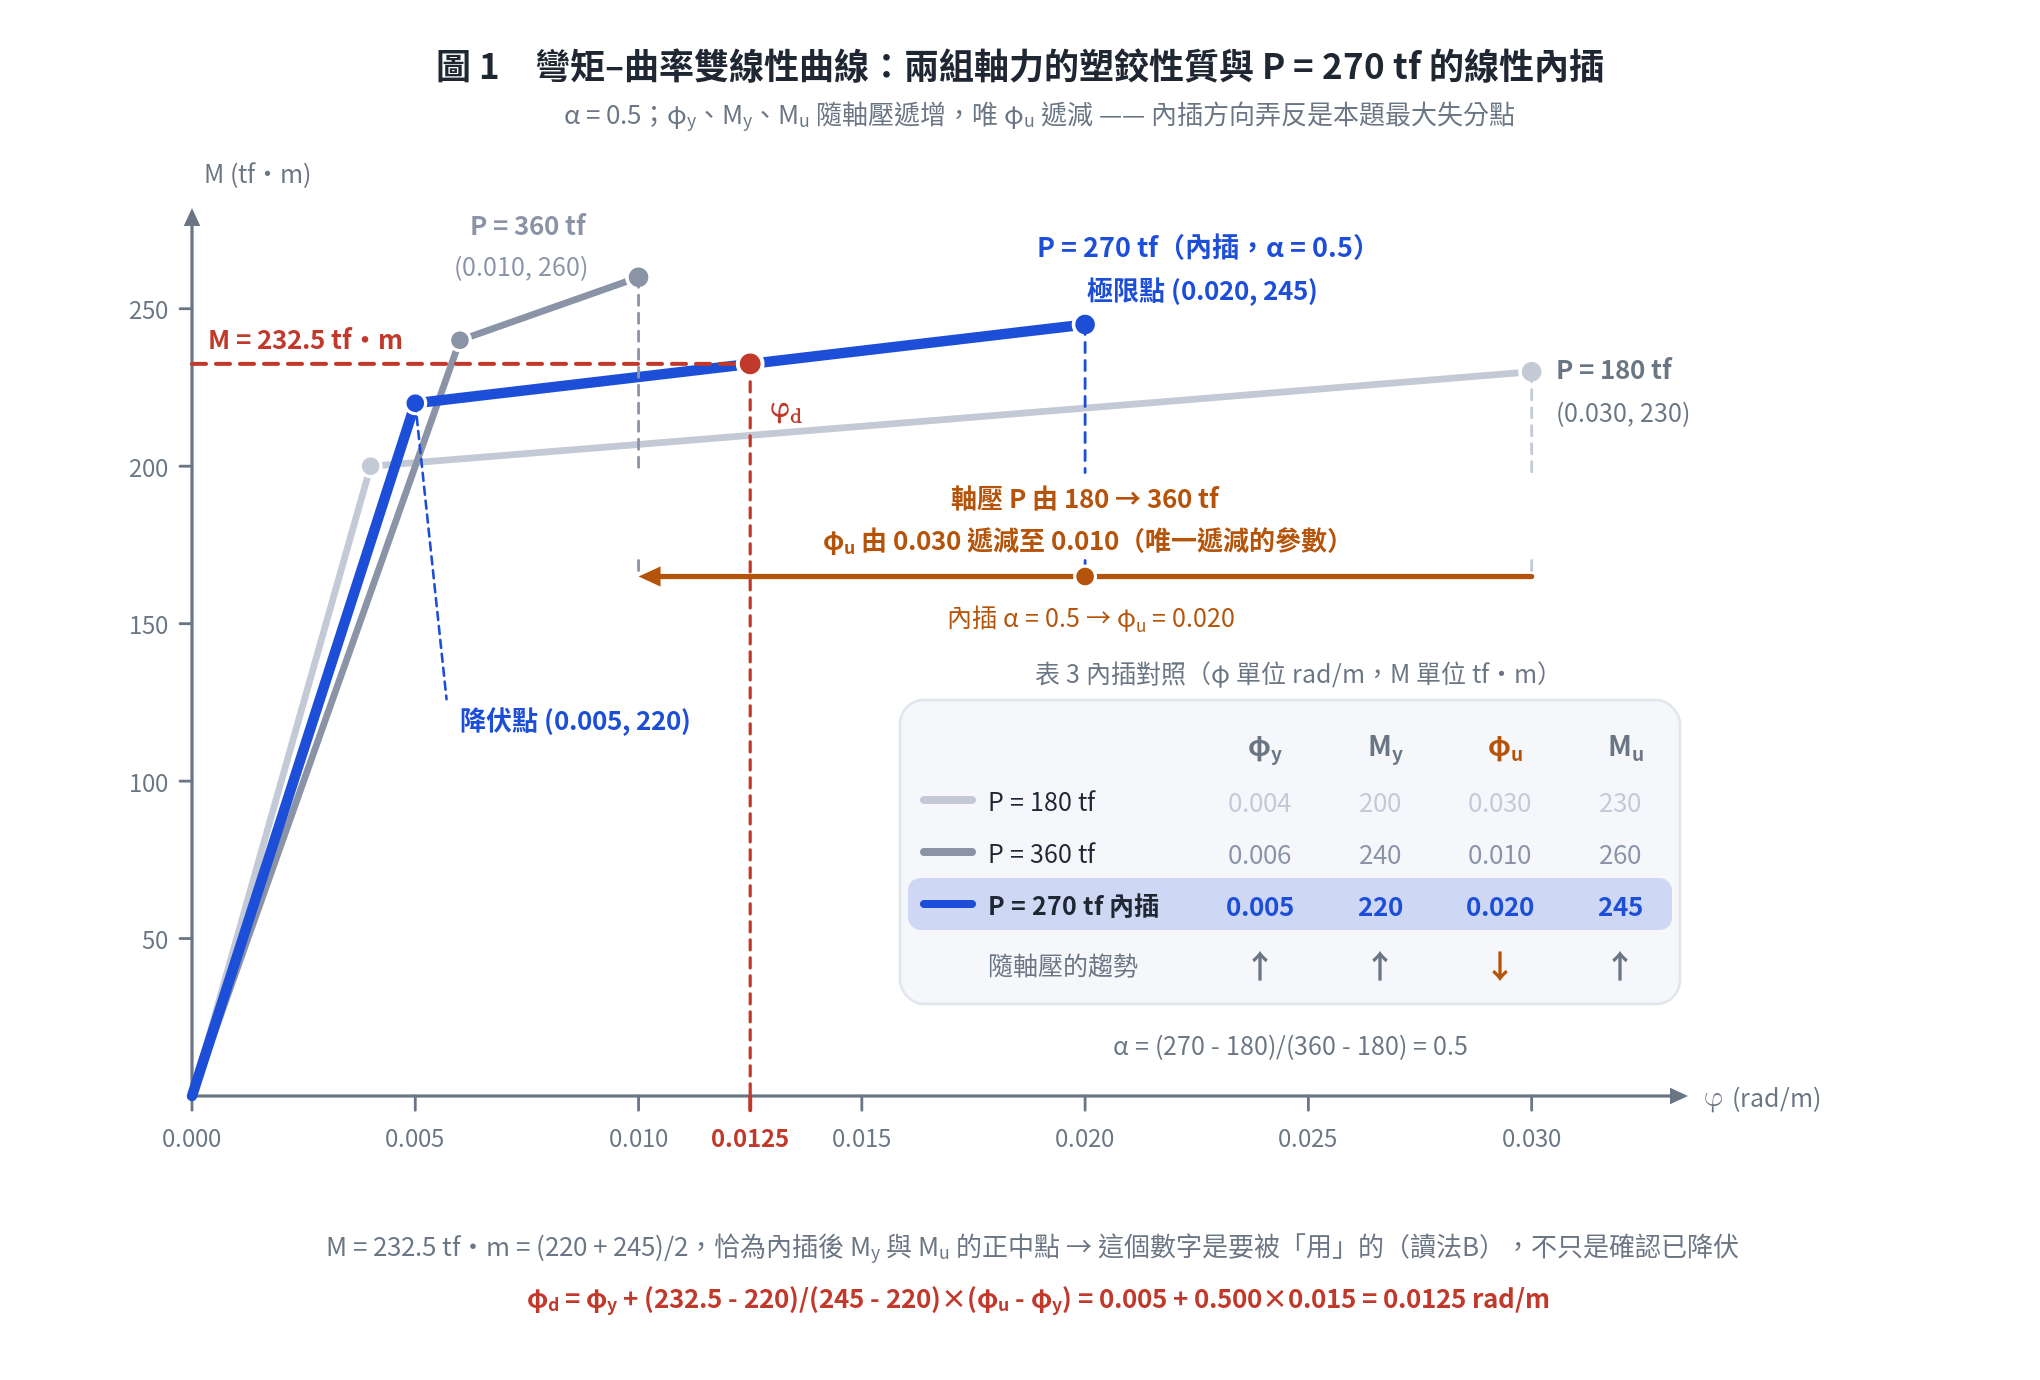 圖 1　彎矩–曲率雙線性曲線：兩組軸力的塑鉸性質與 P = 270 tf 的線性內插
α = 0.5；ϕy、My、Mu 隨軸壓遞增，唯 ϕu 遞減 —— 內插方向弄反是本題最大失分點
M (tf・m)
P = 360 tf
(0.010, 260)
P = 270 tf（內插，α = 0.5）
極限點 (0.020, 245)
250
M = 232.5 tf・m
P = 180 tf
(0.030, 230)
φd
200
軸壓 P 由 180 → 360 tf
ϕu 由 0.030 遞減至 0.010（唯一遞減的參數）
內插 α = 0.5 → ϕu = 0.020
150
表 3 內插對照（ϕ 單位 rad/m，M 單位 tf・m）
降伏點 (0.005, 220)
ϕy My ϕu Mu
100
P = 180 tf 0.004 200 0.030 230
P = 360 tf 0.006 240 0.010 260
P = 270 tf 內插 0.005 220 0.020 245
50
隨軸壓的趨勢 ↑ ↑ ↓ ↑
α = (270 - 180)/(360 - 180) = 0.5
φ (rad/m)
0.000 0.005 0.010 0.0125 0.015 0.020 0.025 0.030
M = 232.5 tf・m = (220 + 245)/2，恰為內插後 My 與 Mu 的正中點 → 這個數字是要被「用」的（讀法B），不只是確認已降伏
ϕd = ϕy + (232.5 - 220)/(245 - 220)×(ϕu - ϕy) = 0.005 + 0.500×0.015 = 0.0125 rad/m